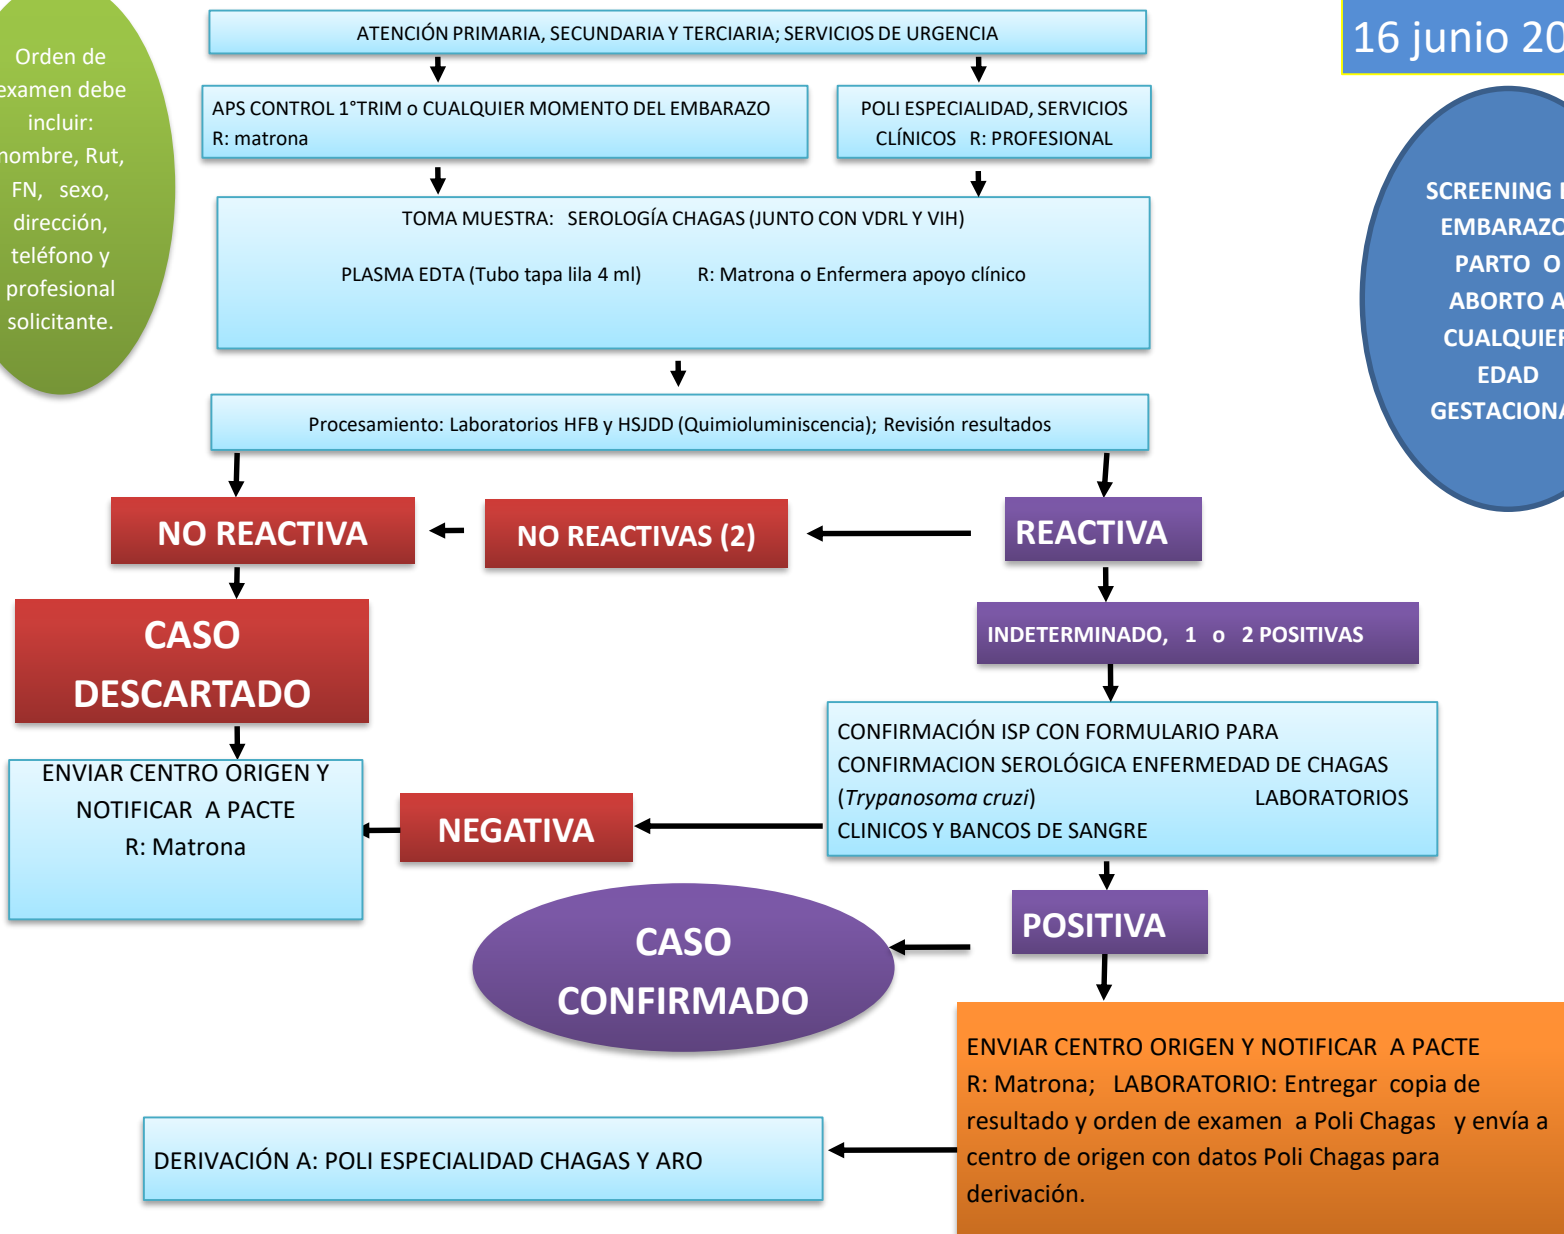 ATENCIÓN PRIMARIA, SECUNDARIA Y TERCIARIA; SERVICIOS DE URGENCIA
16 junio 20
Orden de
examen debe
incluir:
nombre, Rut,
FN, sexo,
dirección,
teléfono y
profesional
solicitante.
APS CONTROL 1°TRIM o CUALQUIER MOMENTO DEL EMBARAZO
R: matrona
POLI ESPECIALIDAD, SERVICIOS
CLÍNICOS R: PROFESIONAL
SCREENING
EMBARAZO
PARTO O
ABORTO A
CUALQUIER
EDAD
GESTACIONA
TOMA MUESTRA: SEROLOGÍA CHAGAS (JUNTO CON VDRL Y VIH)
PLASMA EDTA (Tubo tapa lila 4 ml) R: Matrona o Enfermera apoyo clínico
Procesamiento: Laboratorios HFB y HSJDD (Quimioluminiscencia); Revisión resultados
NO REACTIVA
NO REACTIVAS (2)
REACTIVA
CASO
DESCARTADO
INDETERMINADO, 1 o 2 POSITIVAS
ENVIAR CENTRO ORIGEN Y
NOTIFICAR A PACTE
R: Matrona
NEGATIVA
CONFIRMACIÓN ISP CON FORMULARIO PARA
CONFIRMACION SEROLÓGICA ENFERMEDAD DE CHAGAS
(Trypanosoma cruzi) LABORATORIOS
CLINICOS Y BANCOS DE SANGRE
CASO
CONFIRMADO
POSITIVA
ENVIAR CENTRO ORIGEN Y NOTIFICAR A PACTE
R: Matrona; LABORATORIO: Entregar copia de
resultado y orden de examen a Poli Chagas y envía a
centro de origen con datos Poli Chagas para
derivación.
DERIVACIÓN A: POLI ESPECIALIDAD CHAGAS Y ARO